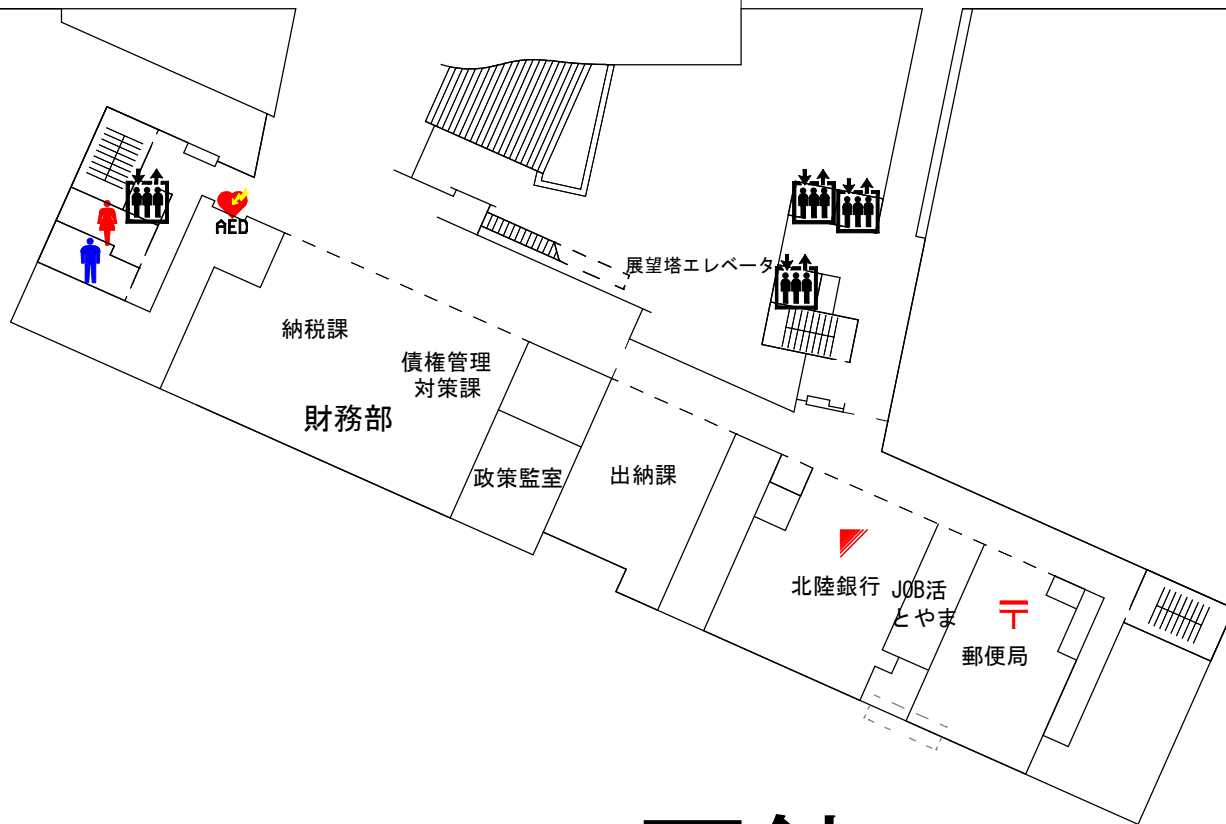 AED
展望塔エレベータ
納税課
債権管理
対策課
財務部
政策監室
出納課
北陸銀行
JOB活
とやま
〒
郵便局